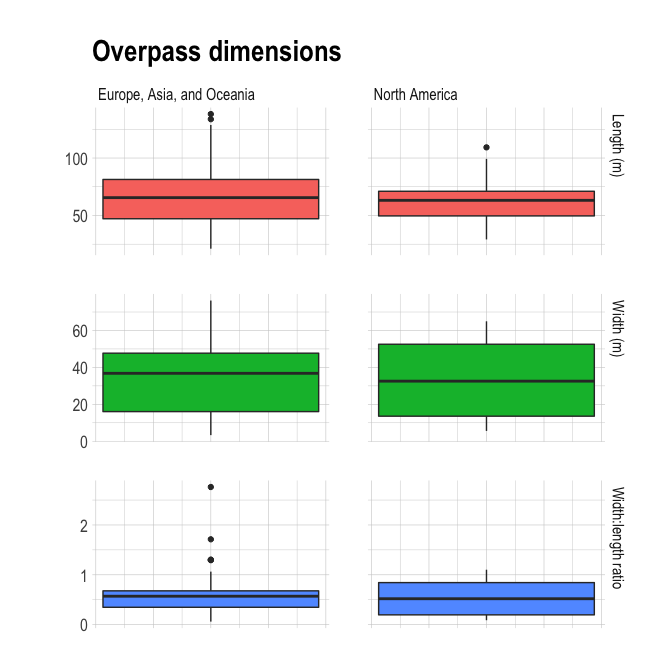 Overpass dimensions
Europe, Asia, and Oceania
North America
100
50
Length (m)
60
40
20
0
Width (m)
2
1
0
Width:length ratio